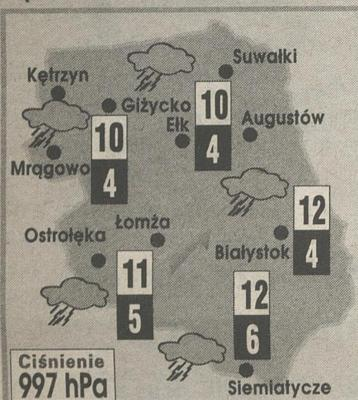 Suwałki
Kętrzyn
Giżycko
10
Ełk
Augustów
10
4
Mrągowo
4
12
Łomża
Ostrołęka
Białystok
4
11
12
5
6
Ciśnienie
997 hPa
Siemiatycze